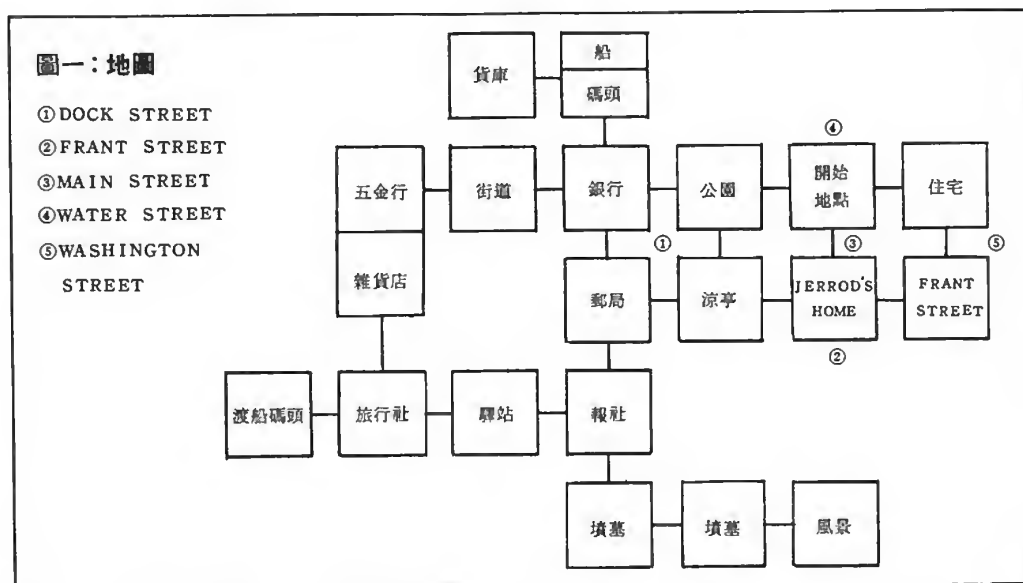 圖一：地圖
①DOCK STREET
②FRANT STREET
③MAIN STREET
④WATER STREET
⑤WASHINGTON
STREET
貨庫
船
碼頭
④
五金行
街道
銀行
公園
開始
地點
住宅
①
③
⑤
雜貨店
郵局
涼亭
JERROD'S
HOME
FRANT
STREET
②
渡船碼頭
旅行社
驛站
報社
墳墓
墳墓
風景